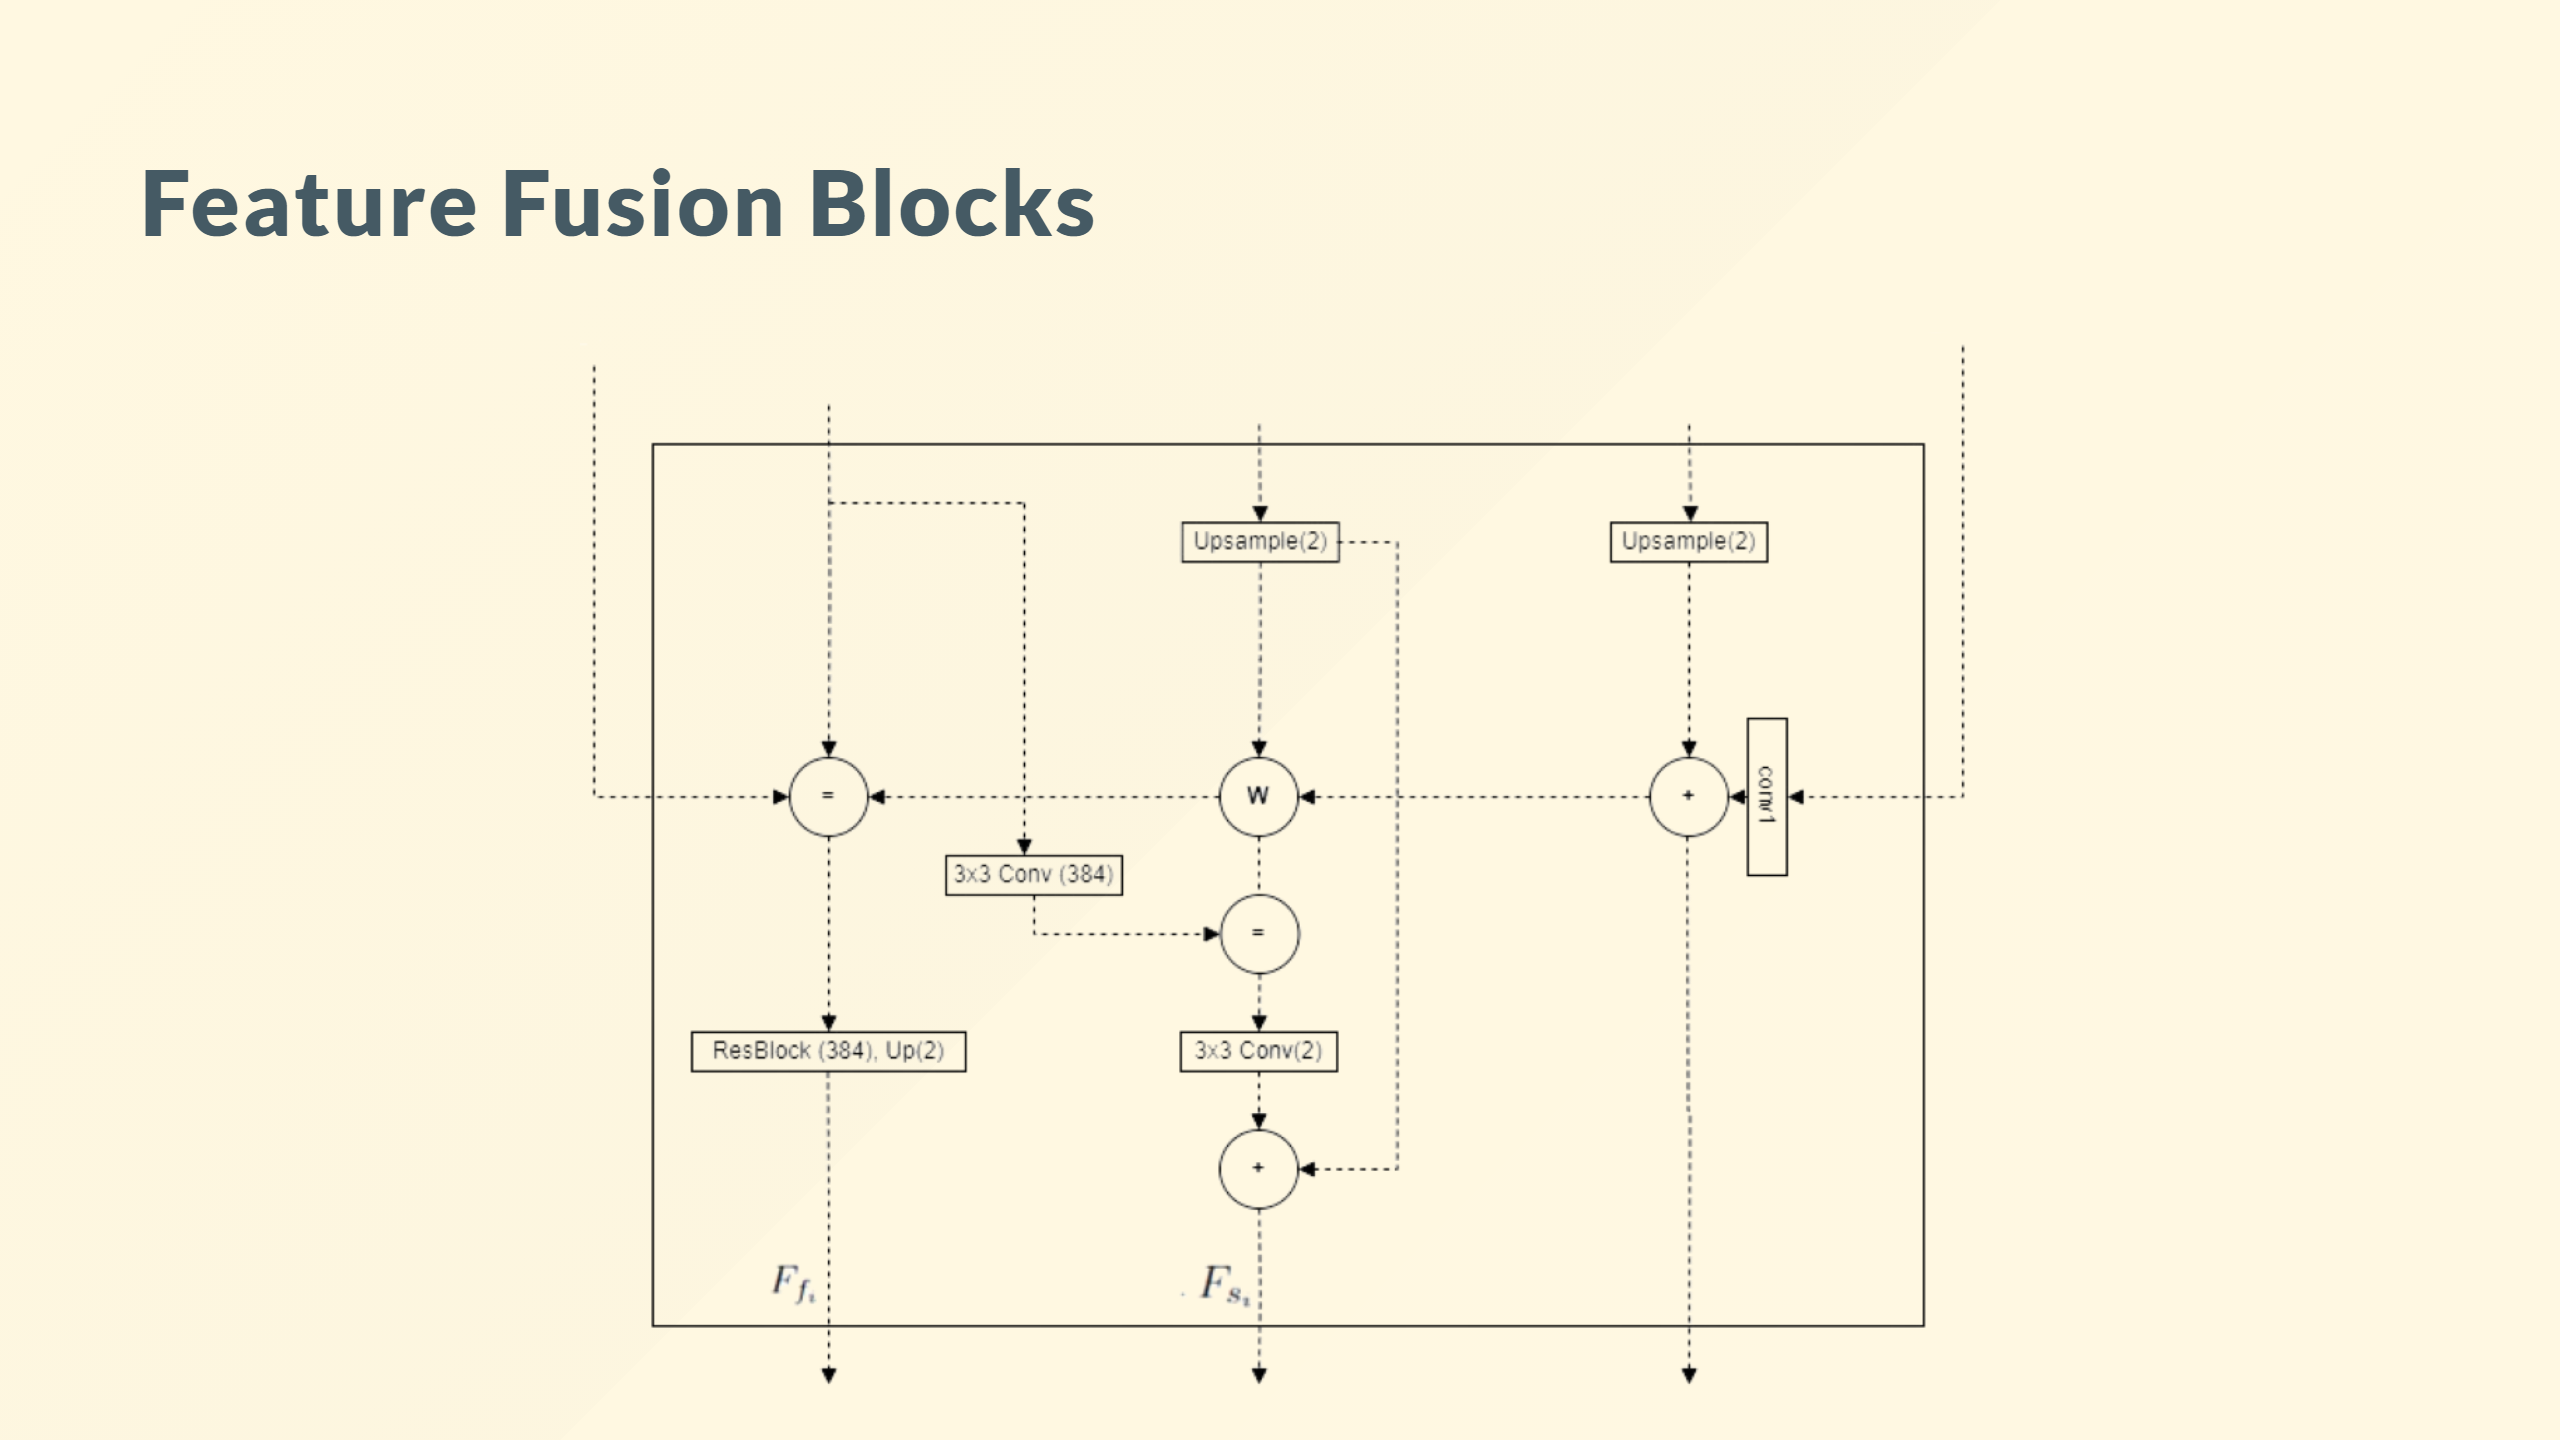 Feature Fusion Blocks
Upsample(2)
Upsample(2)
=
W
+
conv1
3x3 Conv (384)
=
ResBlock (384), Up(2)
3x3 Conv(2)
+
F_{f_i}
F_{s_i}